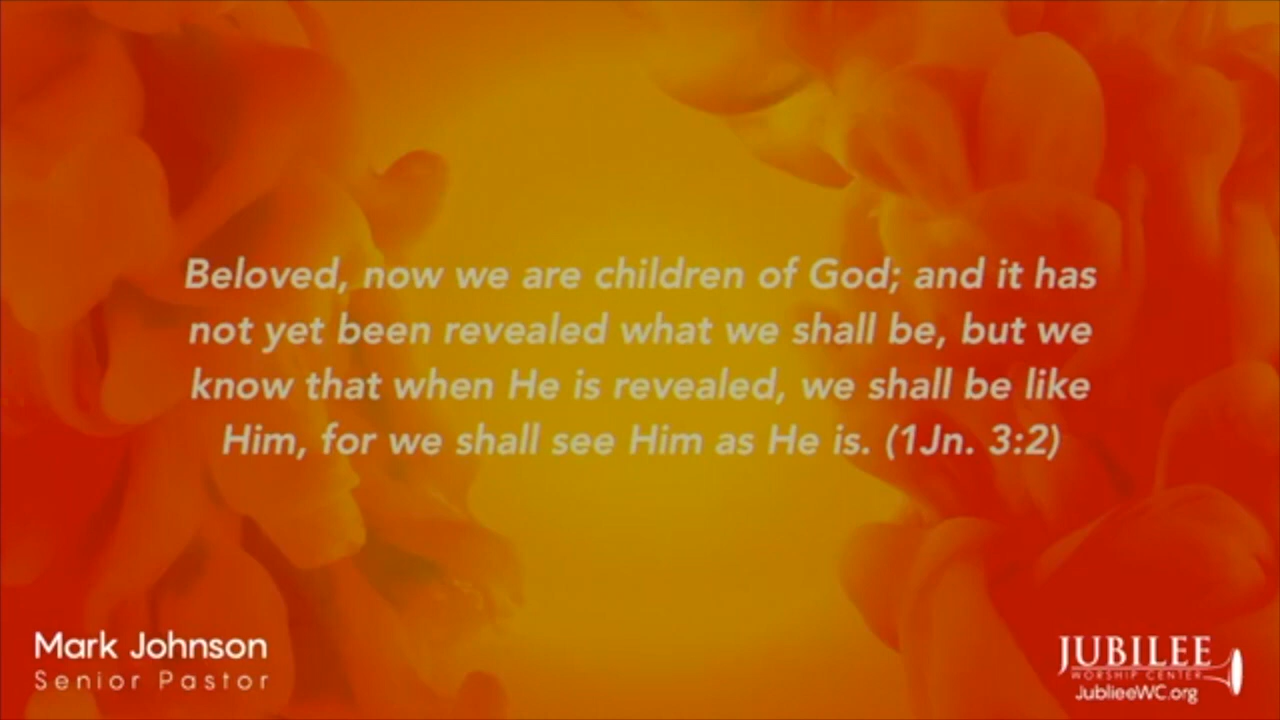 Beloved, now we are children of God; and it has
not yet been revealed what we shall be, but we
know that when He is revealed, we shall be like
Him, for we shall see Him as He is. (1Jn. 3:2)
Mark Johnson
Senior Pastor
JUBILEE
WORSHIP CENTER
JublieeWC.org